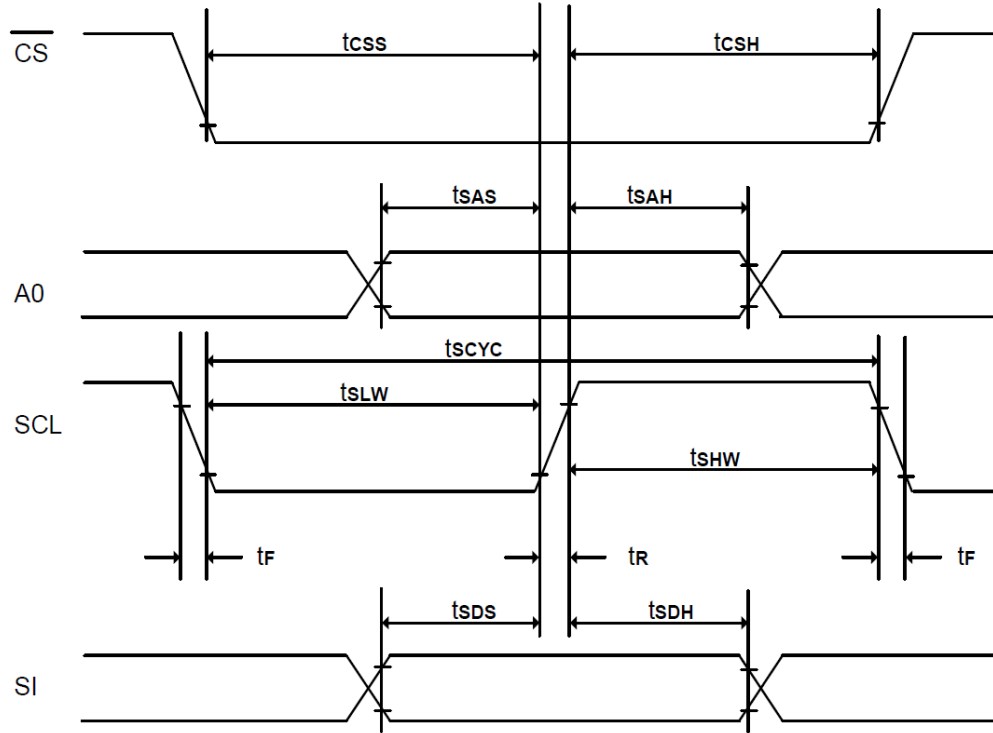 CS
tCSS
tCSH
tSAS
tSAH
A0
tSCYC
tSLW
SCL
tSHW
tF
tR
tF
tSDS
tSDH
SI